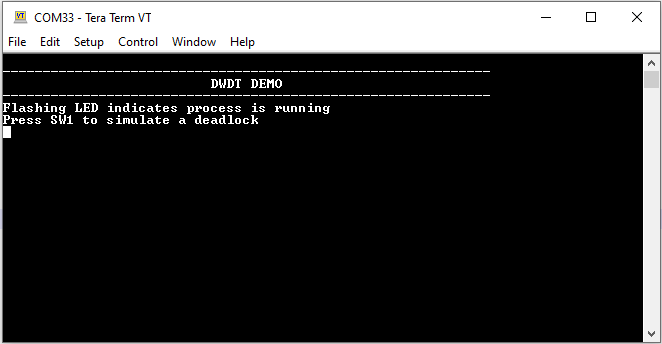 COM33 - Tera Term VT
File Edit Setup Control Window Help
DWDT DEMO
Flashing LED indicates process is running
Press SW1 to simulate a deadlock